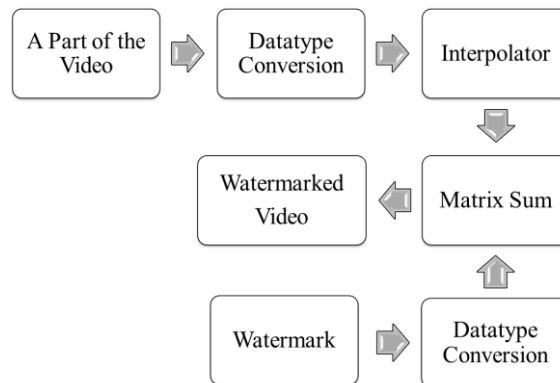 A Part of the
Video
Datatype
Conversion
Interpolator
Watermarked
Video
Matrix Sum
Watermark
Datatype
Conversion